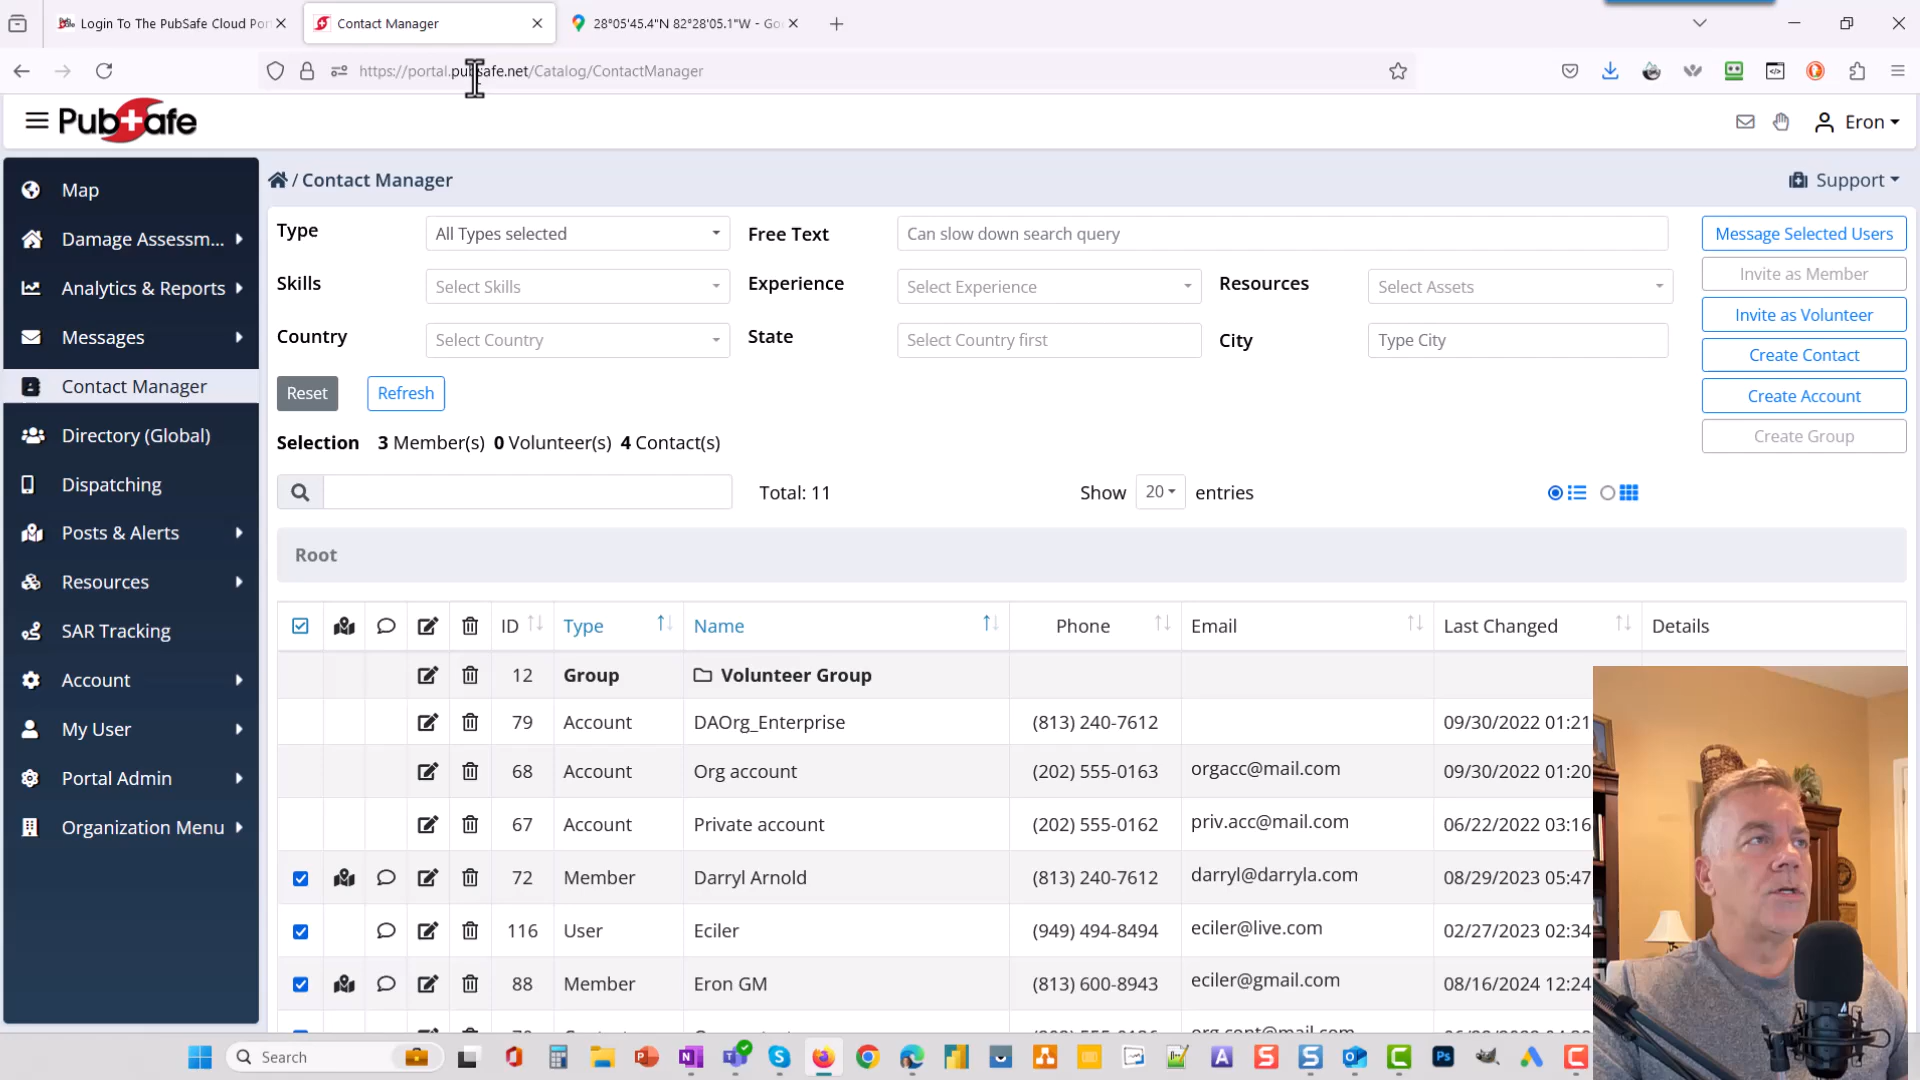 Login To The PubSafe Cloud Por
Contact Manager
28°05'45.4"N 82°28'05.1"W - Go
https://portal.pubsafe.net/Catalog/ContactManager
PubSafe
Eron
Map
Damage Assessm...
Analytics & Reports
Messages
Contact Manager
Directory (Global)
Dispatching
Posts & Alerts
Resources
SAR Tracking
Account
My User
Portal Admin
Organization Menu
/ Contact Manager
Support
Type All Types selected Free Text Can slow down search query
Skills Select Skills Experience Select Experience Resources Select Assets
Country Select Country State Select Country first City Type City
Message Selected Users
Invite as Member
Invite as Volunteer
Create Contact
Create Account
Create Group
Reset Refresh
Selection 3 Member(s) 0 Volunteer(s) 4 Contact(s)
Total: 11 Show 20 entries
Root
ID Type Name Phone Email Last Changed Details
12 Group Volunteer Group
79 Account DAOrg_Enterprise (813) 240-7612 09/30/2022 01:21
68 Account Org account (202) 555-0163 orgacc@mail.com 09/30/2022 01:20
67 Account Private account (202) 555-0162 priv.acc@mail.com 06/22/2022 03:16
72 Member Darryl Arnold (813) 240-7612 darryl@darryla.com 08/29/2023 05:47
116 User Eciler (949) 494-8494 eciler@live.com 02/27/2023 02:34
88 Member Eron GM (813) 600-8943 eciler@gmail.com 08/16/2024 12:24
Search